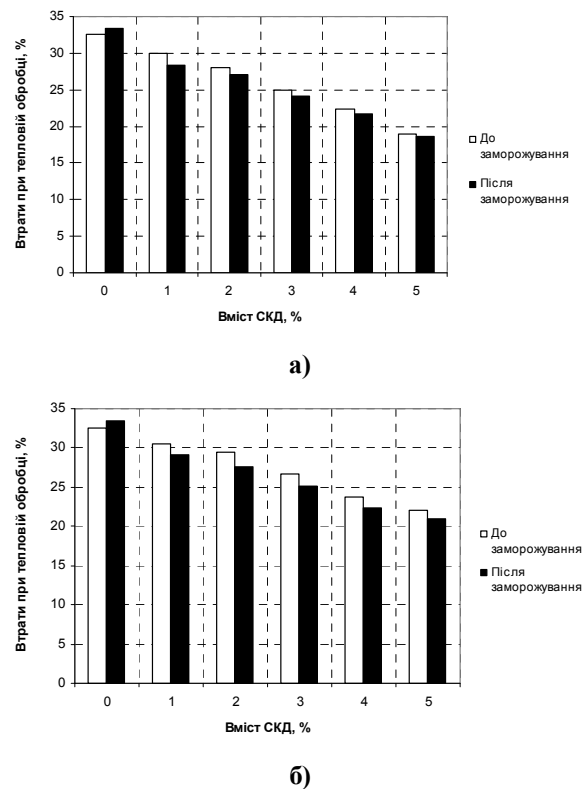 35
30
25
20
15
10
5
0
Втрати при тепловій обробці, %
0 1 2 3 4 5
Вміст СКД, %
До
заморожування
Після
заморожування
а)
35
30
25
20
15
10
5
0
Втрати при тепловій обробці, %
0 1 2 3 4 5
Вміст СКД, %
До
заморожування
Після
заморожування
б)